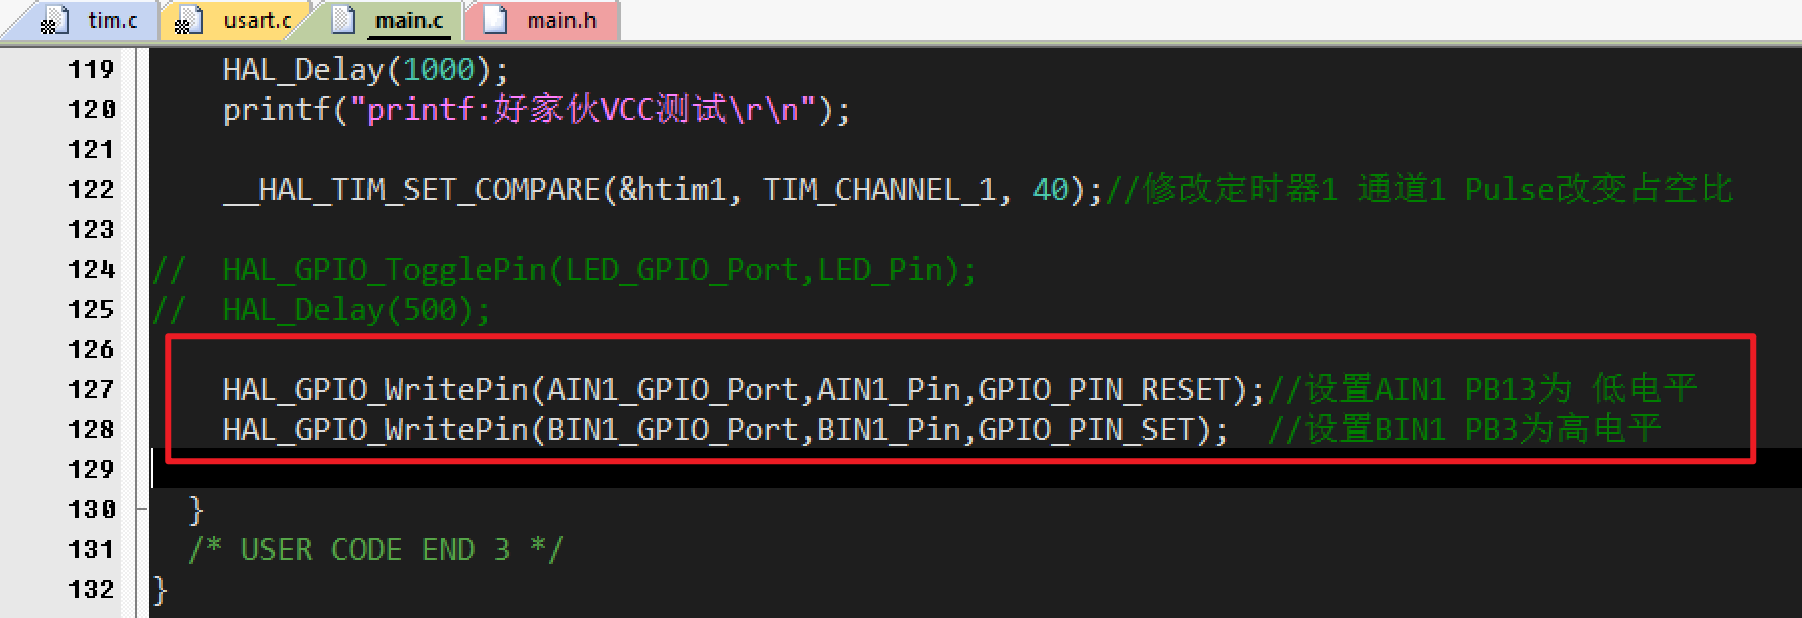 tim.c usart.c main.c main.h
119 HAL_Delay(1000);
120 printf("printf:好家伙VCC测试\r\n");
121
122 __HAL_TIM_SET_COMPARE(&htim1, TIM_CHANNEL_1, 40);//修改定时器1 通道1 Pulse改变占空比
123
124 // HAL_GPIO_TogglePin(LED_GPIO_Port,LED_Pin);
125 // HAL_Delay(500);
126
127 HAL_GPIO_WritePin(AIN1_GPIO_Port,AIN1_Pin,GPIO_PIN_RESET);//设置AIN1 PB13为 低电平
128 HAL_GPIO_WritePin(BIN1_GPIO_Port,BIN1_Pin,GPIO_PIN_SET); //设置BIN1 PB3为高电平
129
130 }
131 /* USER CODE END 3 */
132 }